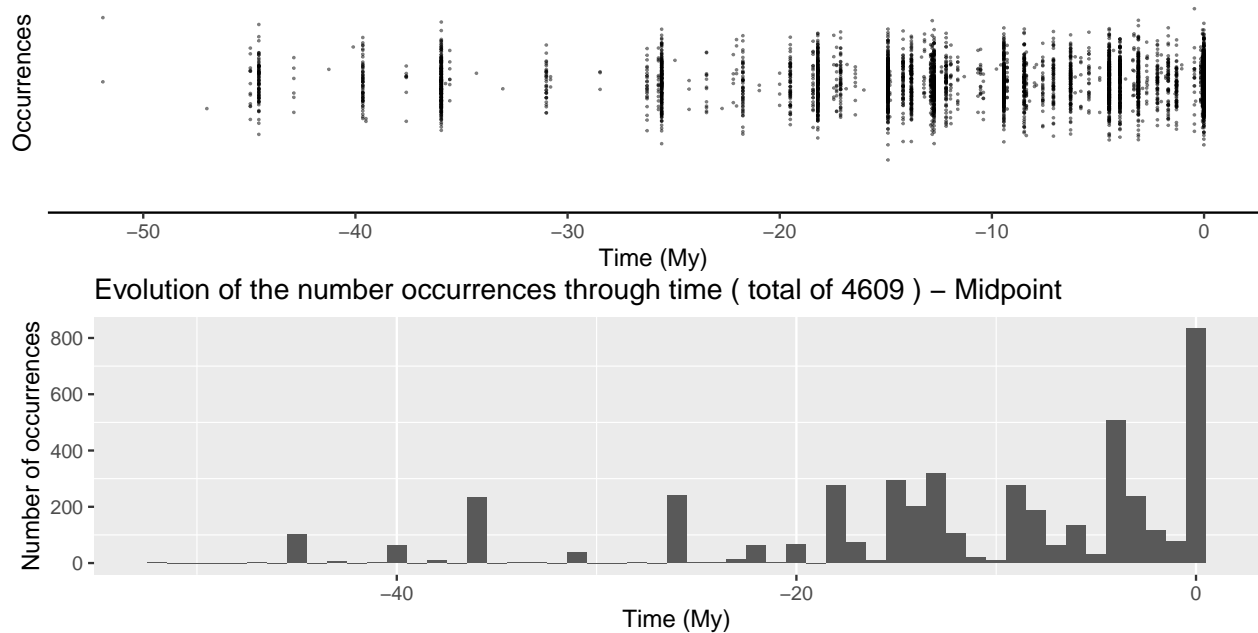 Occurrences
−50 −40 −30 −20 −10 0
Time (My)
Evolution of the number occurrences through time ( total of 4609 ) − Midpoint
Number of occurrences
800
600
400
200
0
−40 −20 0
Time (My)